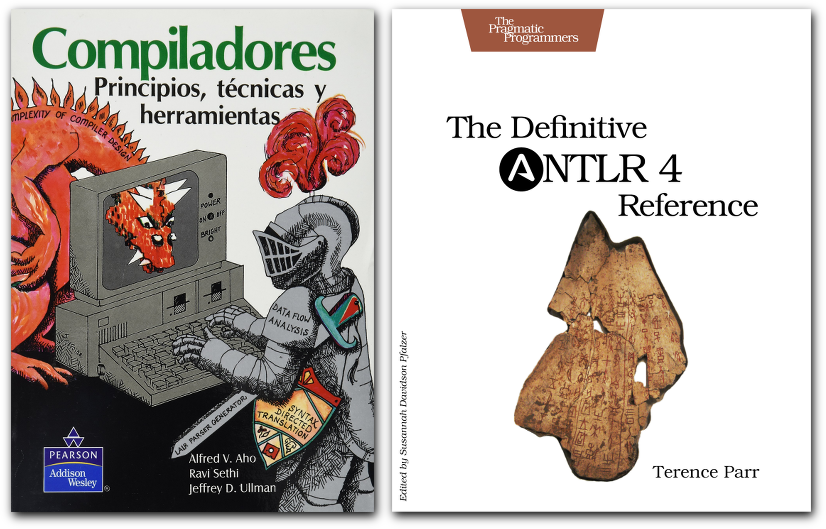 Compiladores
Principios, técnicas y
herramientas
COMPLEXITY OF COMPILER DESIGN
POWER
ON OFF
BRIGHT
DATA FLOW
ANALYSIS
SYNTAX
DIRECTED
TRANSLATION
LALR PARSER GENERATOR
PEARSON
Addison
Wesley
Alfred V. Aho
Ravi Sethi
Jeffrey D. Ullman
The
Pragmatic
Programmers
The Definitive
ANTLR 4
Reference
Edited by Susannah Davidson Pfalzer
Terence Parr